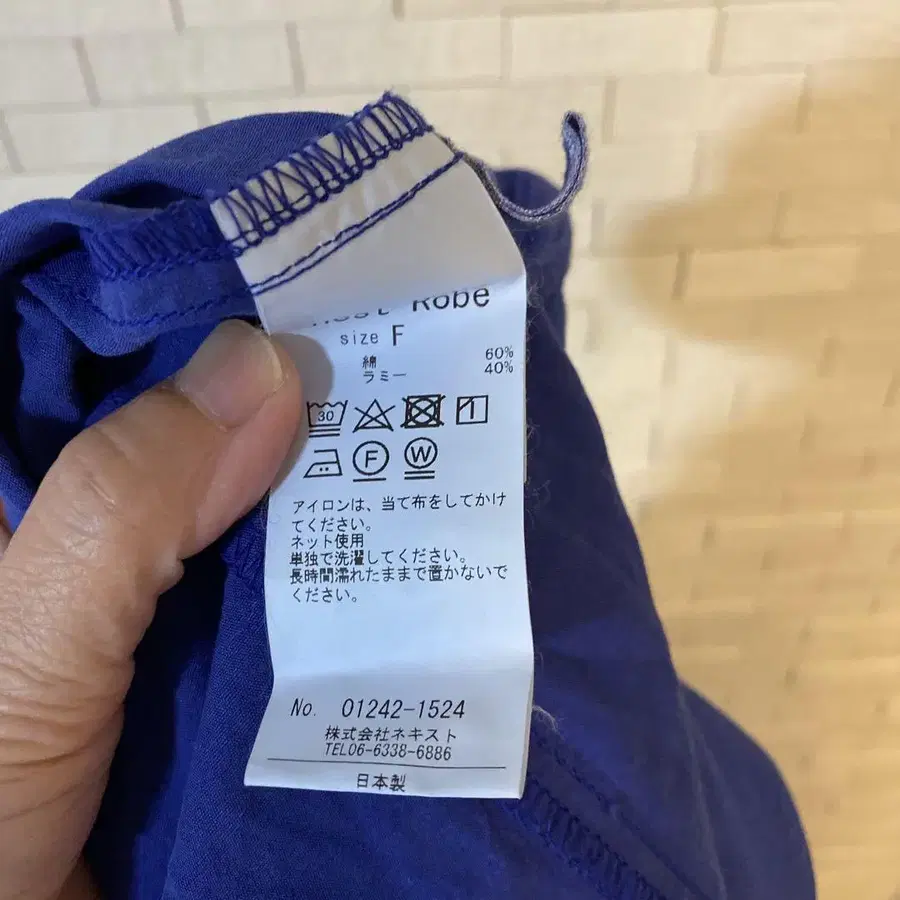 Robe
size F
綿 60%
ラミー 40%
30
F W
アイロンは、当て布をしてかけ
てください。
ネット使用
単独で洗濯してください。
長時間濡れたままで置かないで
ください。
No. 01242-1524
株式会社ネキスト
TEL06-6338-6886
日本製